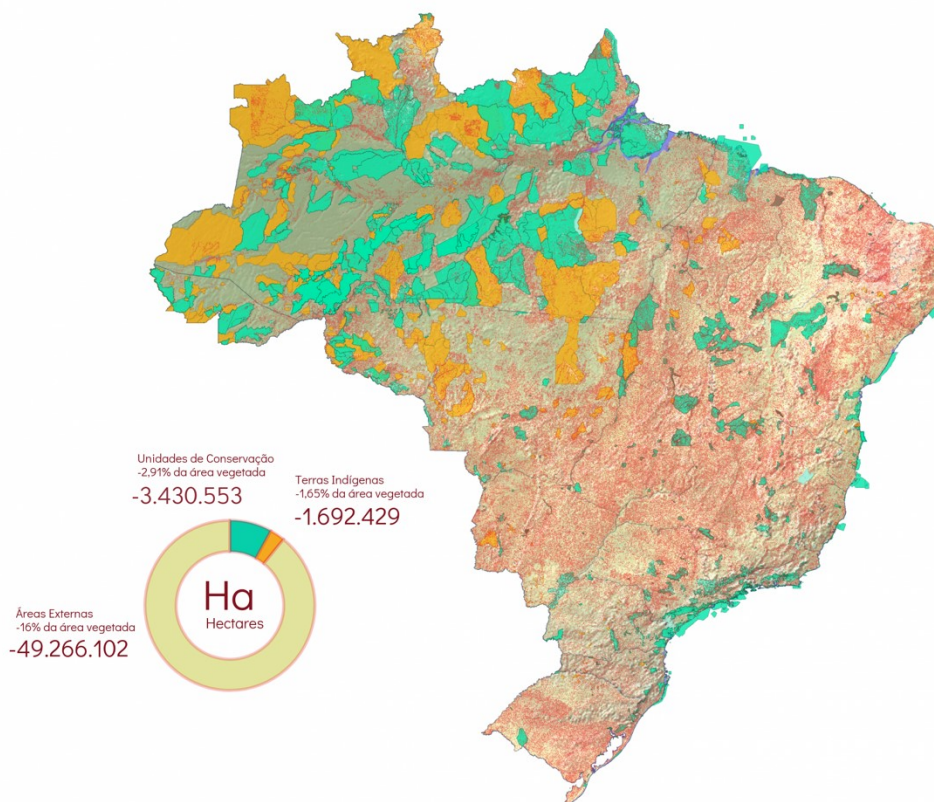 Unidades de Conservação
-2,91% da área vegetada
-3.430.553
Terras Indígenas
-1,65% da área vegetada
-1.692.429
Ha
Hectares
Áreas Externas
-16% da área vegetada
-49.266.102